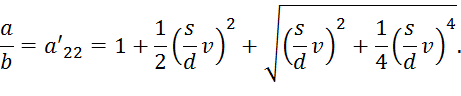 a/b = a′₂₂ = 1 + 1/2 (s/d v)² + √((s/d v)² + 1/4 (s/d v)⁴).